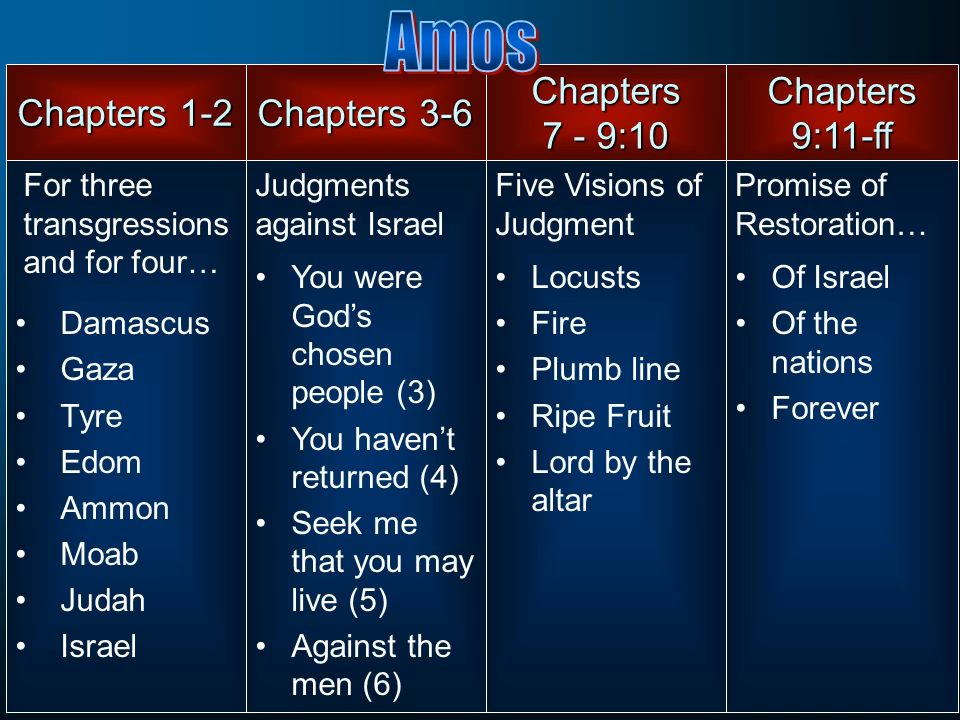 Amos
Chapters 1-2
For three
transgressions
and for four…
• Damascus
• Gaza
• Tyre
• Edom
• Ammon
• Moab
• Judah
• Israel
Chapters 3-6
Judgments
against Israel
• You were
God’s
chosen
people (3)
• You haven’t
returned (4)
• Seek me
that you may
live (5)
• Against the
men (6)
Chapters
7 - 9:10
Five Visions of
Judgment
• Locusts
• Fire
• Plumb line
• Ripe Fruit
• Lord by the
altar
Chapters
9:11-ff
Promise of
Restoration…
• Of Israel
• Of the
nations
• Forever